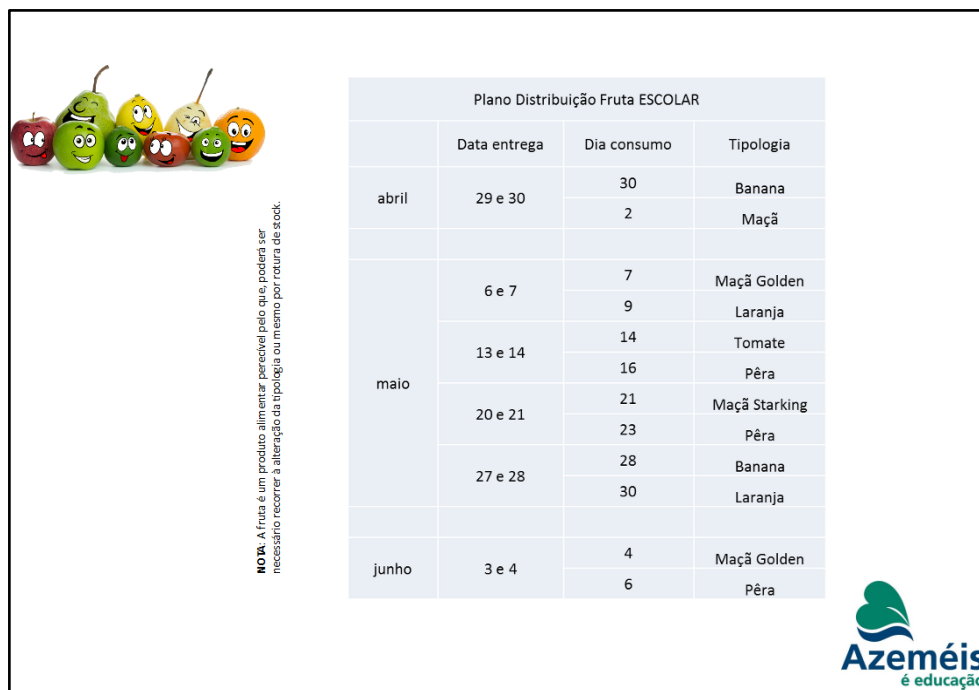 Plano Distribuição Fruta ESCOLAR
Data entrega Dia consumo Tipologia
abril 29 e 30 30 Banana
2 Maçã
maio 6 e 7 7 Maçã Golden
9 Laranja
13 e 14 14 Tomate
16 Pêra
20 e 21 21 Maçã Starking
23 Pêra
27 e 28 28 Banana
30 Laranja
junho 3 e 4 4 Maçã Golden
6 Pêra
NOTA: A fruta é um produto alimentar perecível pelo que, poderá ser
necessário recorrer à alteração da tipologia ou mesmo por rotura de stock.
Azeméis
é educação